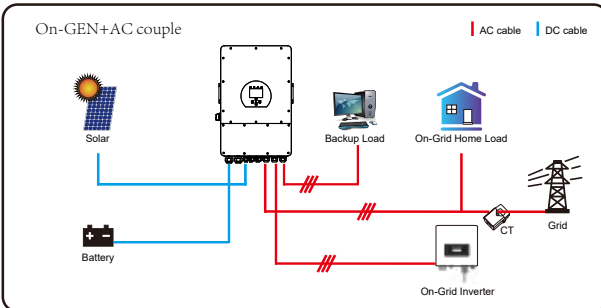 On-GEN+AC couple
AC cable
DC cable
Solar
Backup Load
On-Grid Home Load
CT
Grid
Battery
On-Grid Inverter